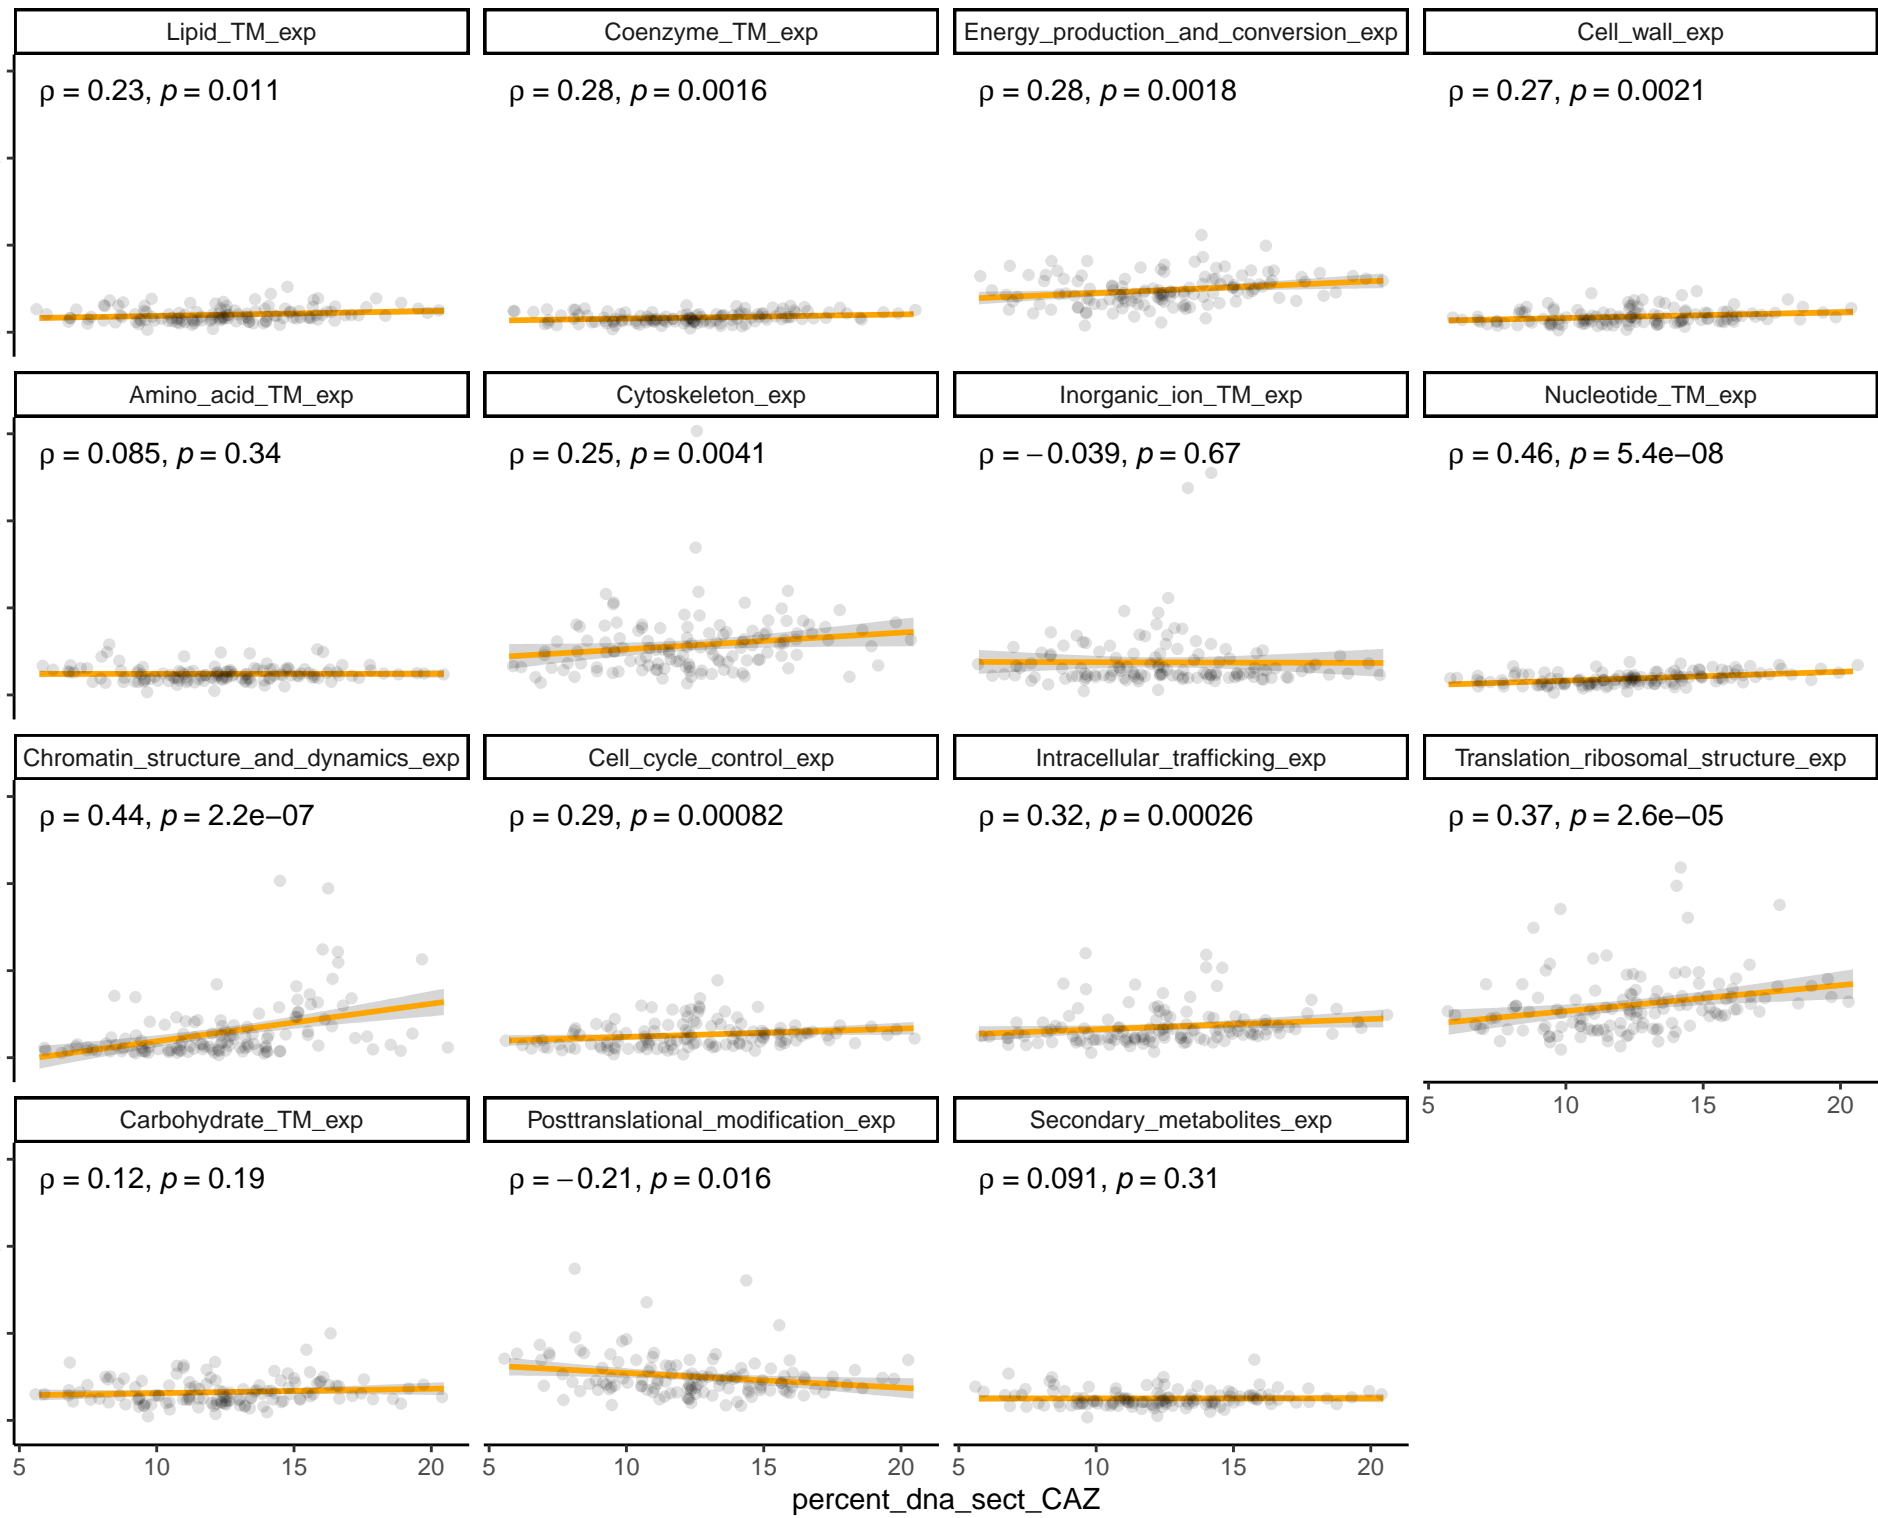 Lipid_TM_exp Coenzyme_TM_exp Energy_production_and_conversion_exp Cell_wall_exp
ρ = 0.23, p = 0.011 ρ = 0.28, p = 0.0016 ρ = 0.28, p = 0.0018 ρ = 0.27, p = 0.0021
Amino_acid_TM_exp Cytoskeleton_exp Inorganic_ion_TM_exp Nucleotide_TM_exp
ρ = 0.085, p = 0.34 ρ = 0.25, p = 0.0041 ρ = −0.039, p = 0.67 ρ = 0.46, p = 5.4e−08
Chromatin_structure_and_dynamics_exp Cell_cycle_control_exp Intracellular_trafficking_exp Translation_ribosomal_structure_exp
ρ = 0.44, p = 2.2e−07 ρ = 0.29, p = 0.00082 ρ = 0.32, p = 0.00026 ρ = 0.37, p = 2.6e−05
5 10 15 20
Carbohydrate_TM_exp Posttranslational_modification_exp Secondary_metabolites_exp
ρ = 0.12, p = 0.19 ρ = −0.21, p = 0.016 ρ = 0.091, p = 0.31
5 10 15 20 5 10 15 20 5 10 15 20
percent_dna_sect_CAZ